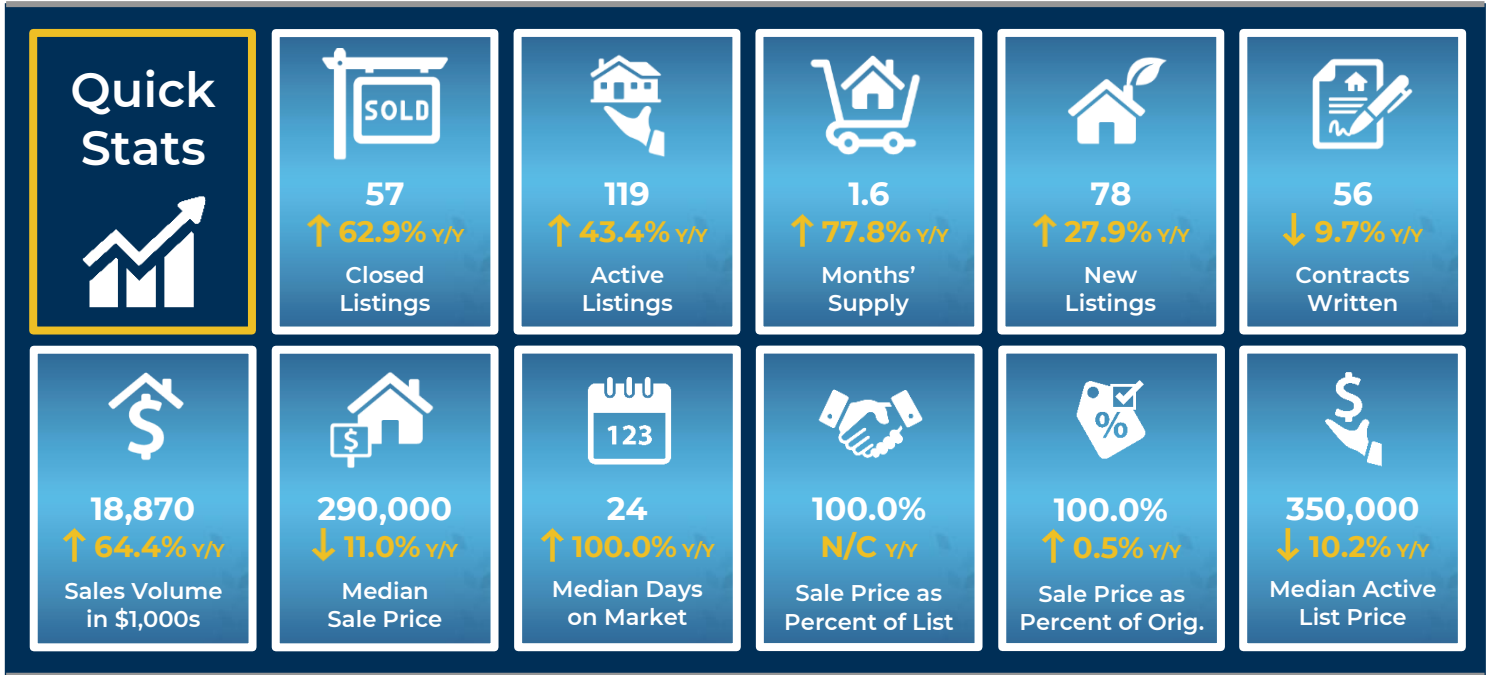 Quick
Stats
SOLD
57
↑ 62.9% Y/Y
Closed
Listings
119
↑ 43.4% Y/Y
Active
Listings
1.6
↑ 77.8% Y/Y
Months’
Supply
78
↑ 27.9% Y/Y
New
Listings
56
↓ 9.7% Y/Y
Contracts
Written
$
18,870
↑ 64.4% Y/Y
Sales Volume
in $1,000s
$
290,000
↓ 11.0% Y/Y
Median
Sale Price
123
24
↑ 100.0% Y/Y
Median Days
on Market
100.0%
N/C Y/Y
Sale Price as
Percent of List
%
100.0%
↑ 0.5% Y/Y
Sale Price as
Percent of Orig.
$
350,000
↓ 10.2% Y/Y
Median Active
List Price